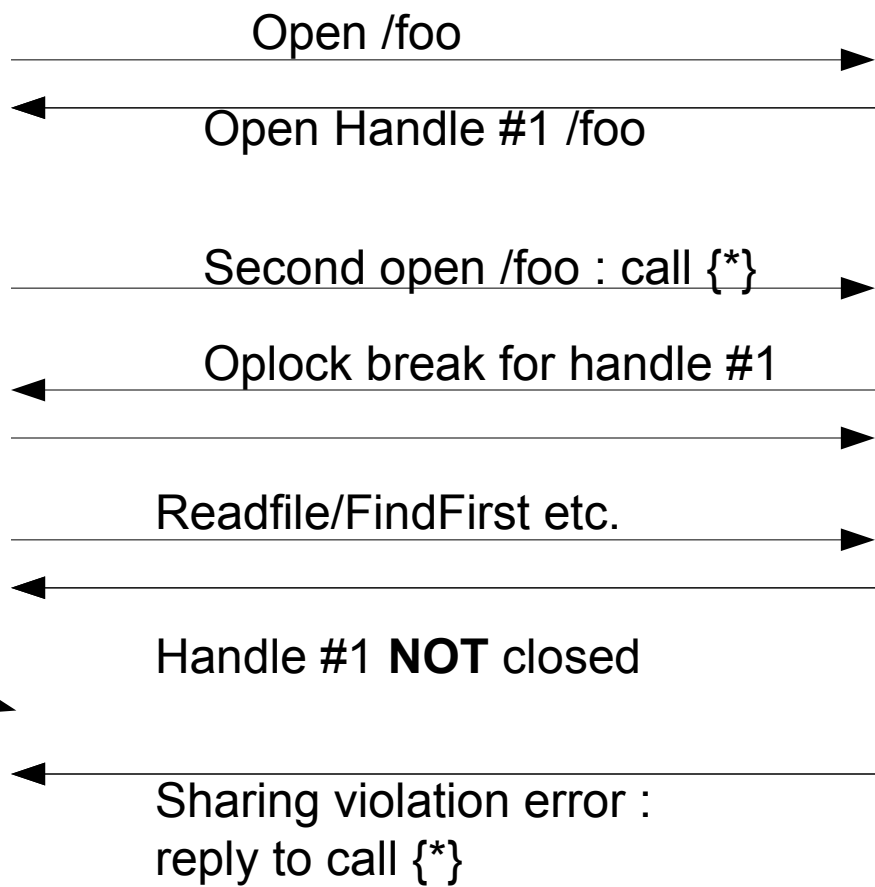 Open /foo
Open Handle #1 /foo
Second open /foo : call {*}
Oplock break for handle #1
Readfile/FindFirst etc.
Handle #1 NOT closed
Sharing violation error :
reply to call {*}